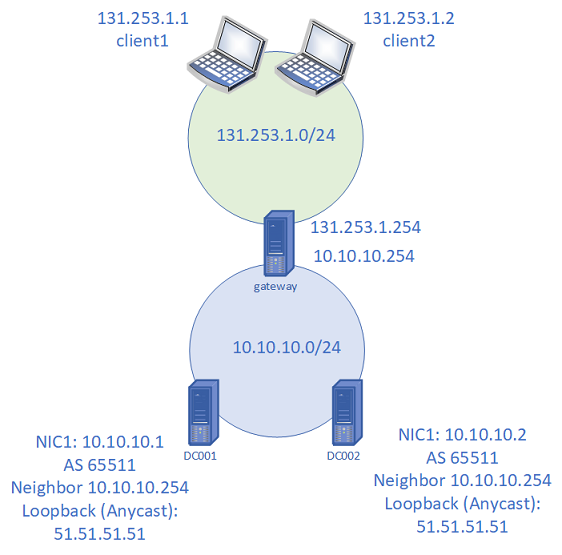 131.253.1.1
client1
131.253.1.2
client2
131.253.1.0/24
131.253.1.254
10.10.10.254
gateway
10.10.10.0/24
DC001
DC002
NIC1: 10.10.10.1
AS 65511
Neighbor 10.10.10.254
Loopback (Anycast):
51.51.51.51
NIC1: 10.10.10.2
AS 65511
Neighbor 10.10.10.254
Loopback (Anycast):
51.51.51.51